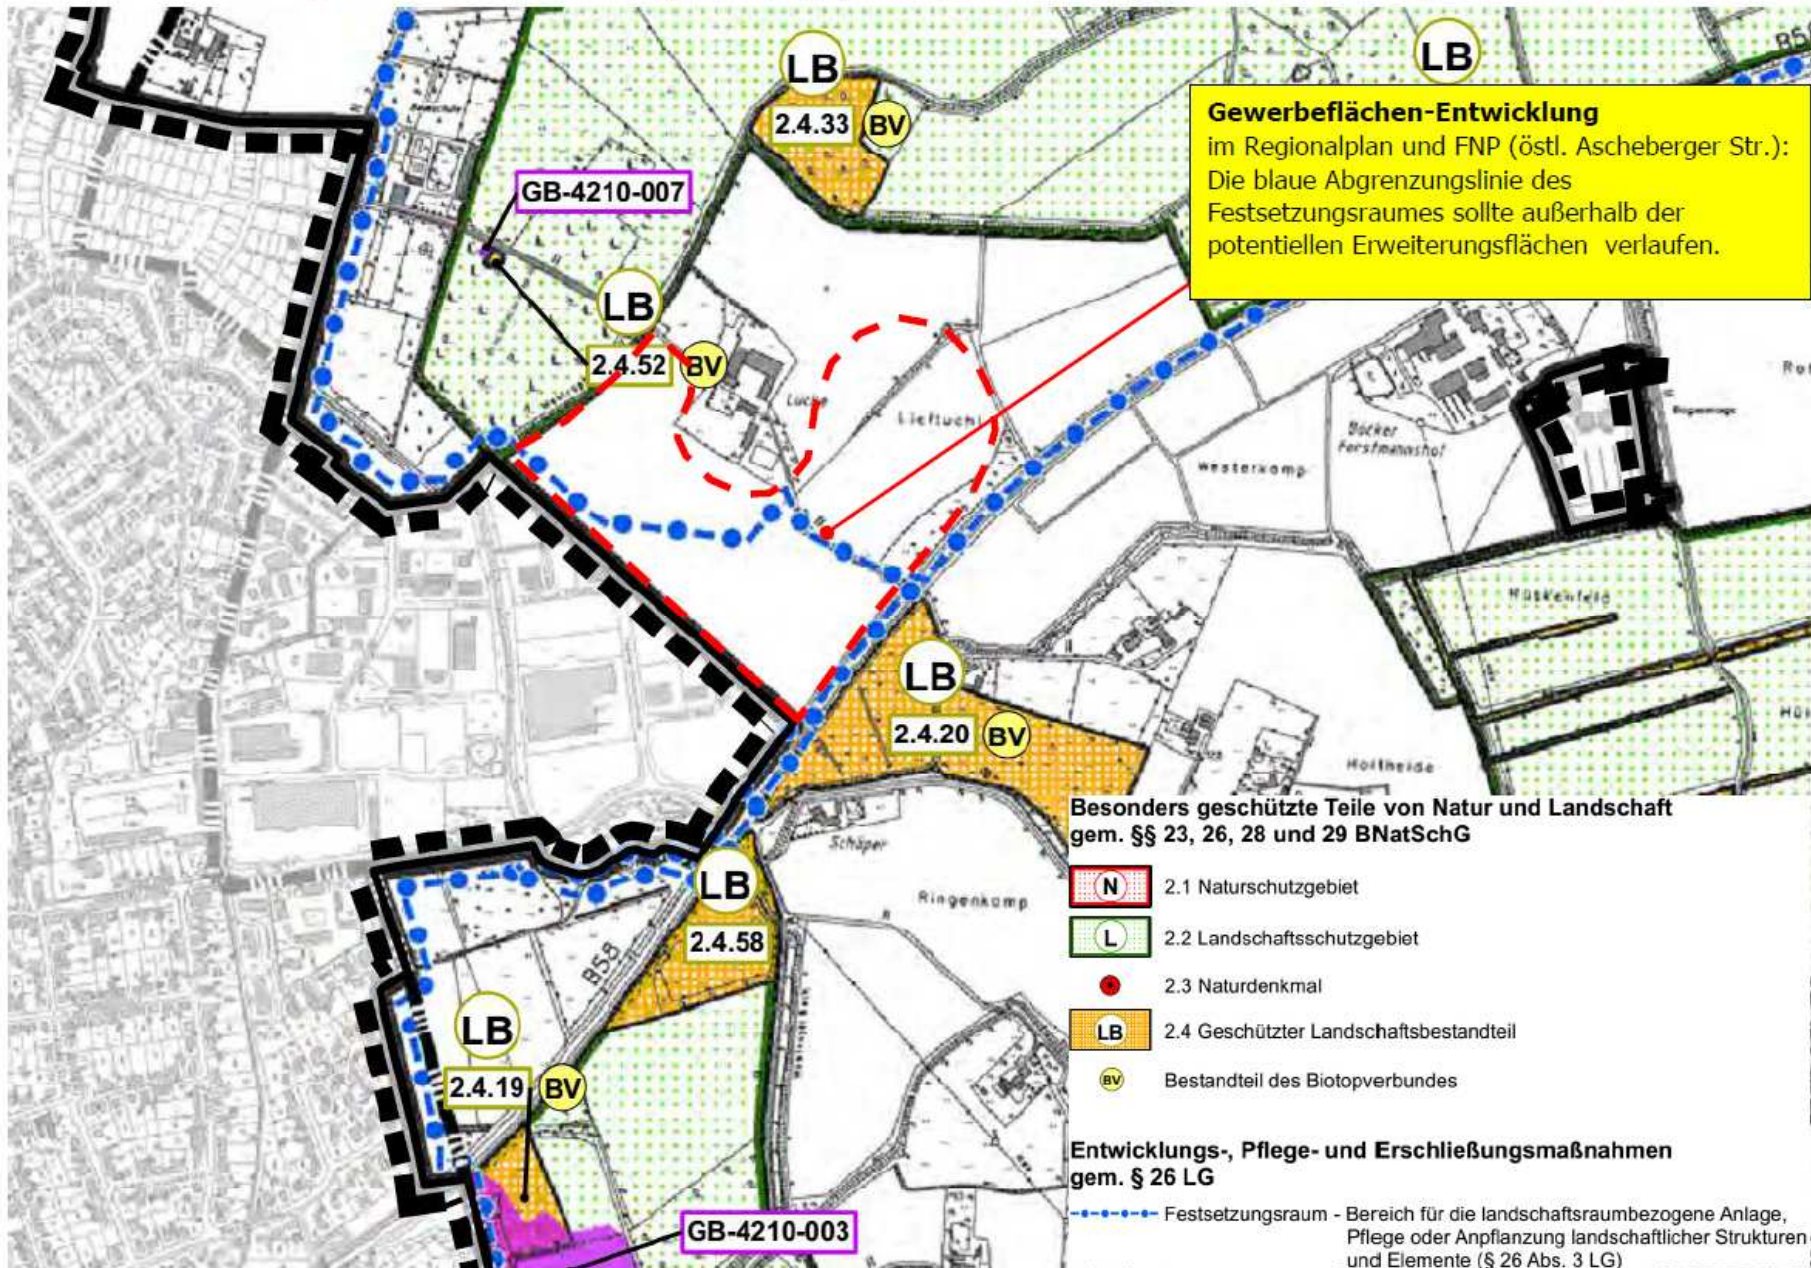 LB
LB
B5
2.4.33
BV
Gewerbeflächen-Entwicklung
im Regionalplan und FNP (östl. Ascheberger Str.):
Die blaue Abgrenzungslinie des
Festsetzungsraumes sollte außerhalb der
potentiellen Erweiterungsflächen verlaufen.
GB-4210-007
LB
2.4.52
BV
Westerkamp
Holtheide
LB
2.4.20
BV
Schäper
Ringenkamp
LB
2.4.58
B58
LB
2.4.19
BV
GB-4210-003
Besonders geschützte Teile von Natur und Landschaft
gem. §§ 23, 26, 28 und 29 BNatSchG
N 2.1 Naturschutzgebiet
L 2.2 Landschaftsschutzgebiet
2.3 Naturdenkmal
LB 2.4 Geschützter Landschaftsbestandteil
BV Bestandteil des Biotopverbundes
Entwicklungs-, Pflege- und Erschließungsmaßnahmen
gem. § 26 LG
Festsetzungsraum - Bereich für die landschaftsraumbezogene Anlage,
Pflege oder Anpflanzung landschaftlicher Strukturen
und Elemente (§ 26 Abs. 3 LG)